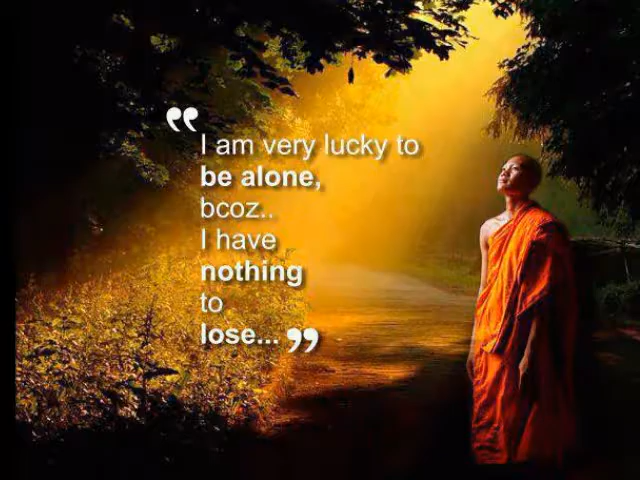 ❝ I am very lucky to
be alone,
bcoz..
I have
nothing
to
lose... ❞